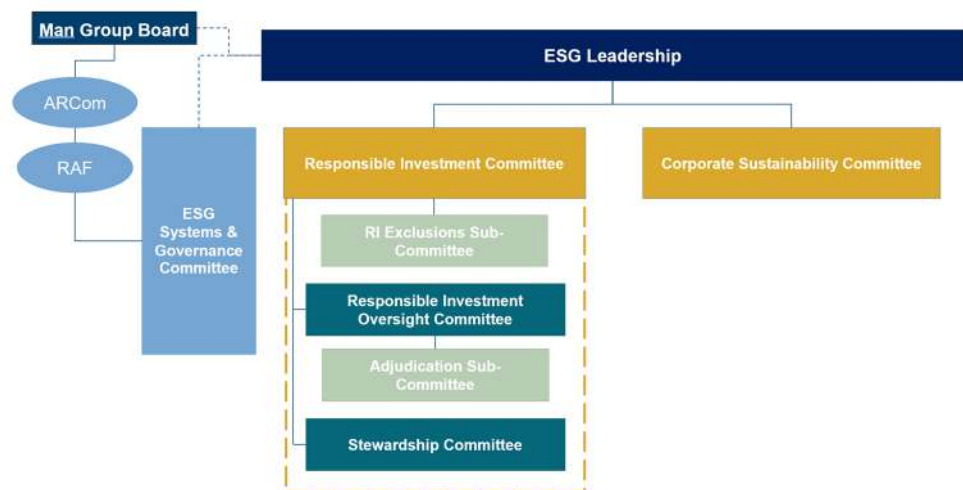 Man Group Board
ESG Leadership
ARCom
RAF
ESG
Systems &
Governance
Committee
Responsible Investment Committee
Corporate Sustainability Committee
RI Exclusions Sub-
Committee
Responsible Investment
Oversight Committee
Adjudication Sub-
Committee
Stewardship Committee